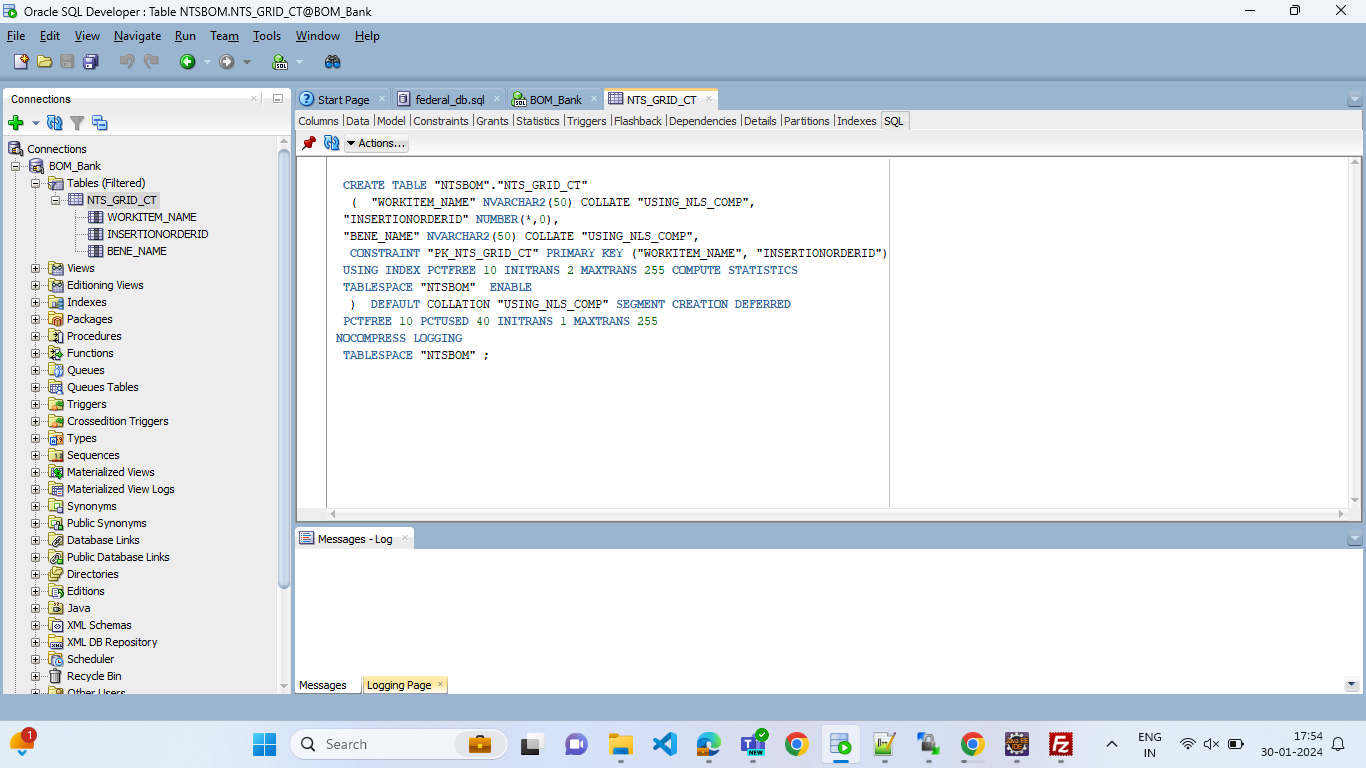 Oracle SQL Developer : Table NTSBOM.NTS_GRID_CT@BOM_Bank
File Edit View Navigate Run Team Tools Window Help
Connections
Connections
BOM_Bank
Tables (Filtered)
NTS_GRID_CT
WORKITEM_NAME
INSERTIONORDERID
BENE_NAME
Views
Editioning Views
Indexes
Packages
Procedures
Functions
Queues
Queues Tables
Triggers
Crossedition Triggers
Types
Sequences
Materialized Views
Materialized View Logs
Synonyms
Public Synonyms
Database Links
Public Database Links
Directories
Editions
Java
XML Schemas
XML DB Repository
Scheduler
Recycle Bin
Other Users
Start Page federal_db.sql BOM_Bank NTS_GRID_CT
Columns |Data |Model |Constraints |Grants |Statistics |Triggers |Flashback |Dependencies |Details |Partitions |Indexes |SQL
Actions...
CREATE TABLE "NTSBOM"."NTS_GRID_CT"
( "WORKITEM_NAME" NVARCHAR2(50) COLLATE "USING_NLS_COMP",
"INSERTIONORDERID" NUMBER(*,0),
"BENE_NAME" NVARCHAR2(50) COLLATE "USING_NLS_COMP",
CONSTRAINT "PK_NTS_GRID_CT" PRIMARY KEY ("WORKITEM_NAME", "INSERTIONORDERID")
USING INDEX PCTFREE 10 INITRANS 2 MAXTRANS 255 COMPUTE STATISTICS
TABLESPACE "NTSBOM" ENABLE
) DEFAULT COLLATION "USING_NLS_COMP" SEGMENT CREATION DEFERRED
PCTFREE 10 PCTUSED 40 INITRANS 1 MAXTRANS 255
NOCOMPRESS LOGGING
TABLESPACE "NTSBOM" ;
Messages - Log
Messages Logging Page
1
Search
NEW
ENG
IN
17:54
30-01-2024